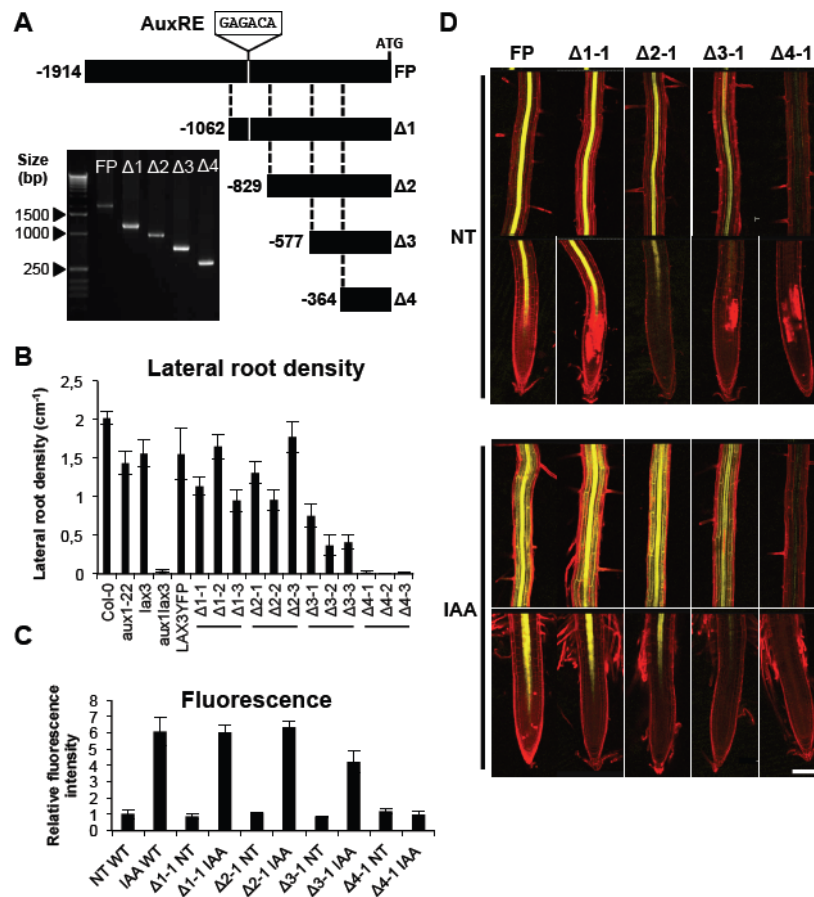 A
AuxRE
GAGACA
ATG
-1914
FP
-1062
Δ1
-829
Δ2
-577
Δ3
-364
Δ4
Size
(bp)
FP Δ1 Δ2 Δ3 Δ4
1500
1000
250
B
Lateral root density
Lateral root density (cm⁻¹)
2,5
2
1,5
1
0,5
0
Col-0
aux1-22
lax3
aux1lax3
LAX3YFP
Δ1-1
Δ1-2
Δ1-3
Δ2-1
Δ2-2
Δ2-3
Δ3-1
Δ3-2
Δ3-3
Δ4-1
Δ4-2
Δ4-3
C
Fluorescence
Relative fluorescence
intensity
8
7
6
5
4
3
2
1
0
NT WT
IAA WT
Δ1-1 NT
Δ1-1 IAA
Δ2-1 NT
Δ2-1 IAA
Δ3-1 NT
Δ3-1 IAA
Δ4-1 NT
Δ4-1 IAA
D
FP Δ1-1 Δ2-1 Δ3-1 Δ4-1
NT
IAA